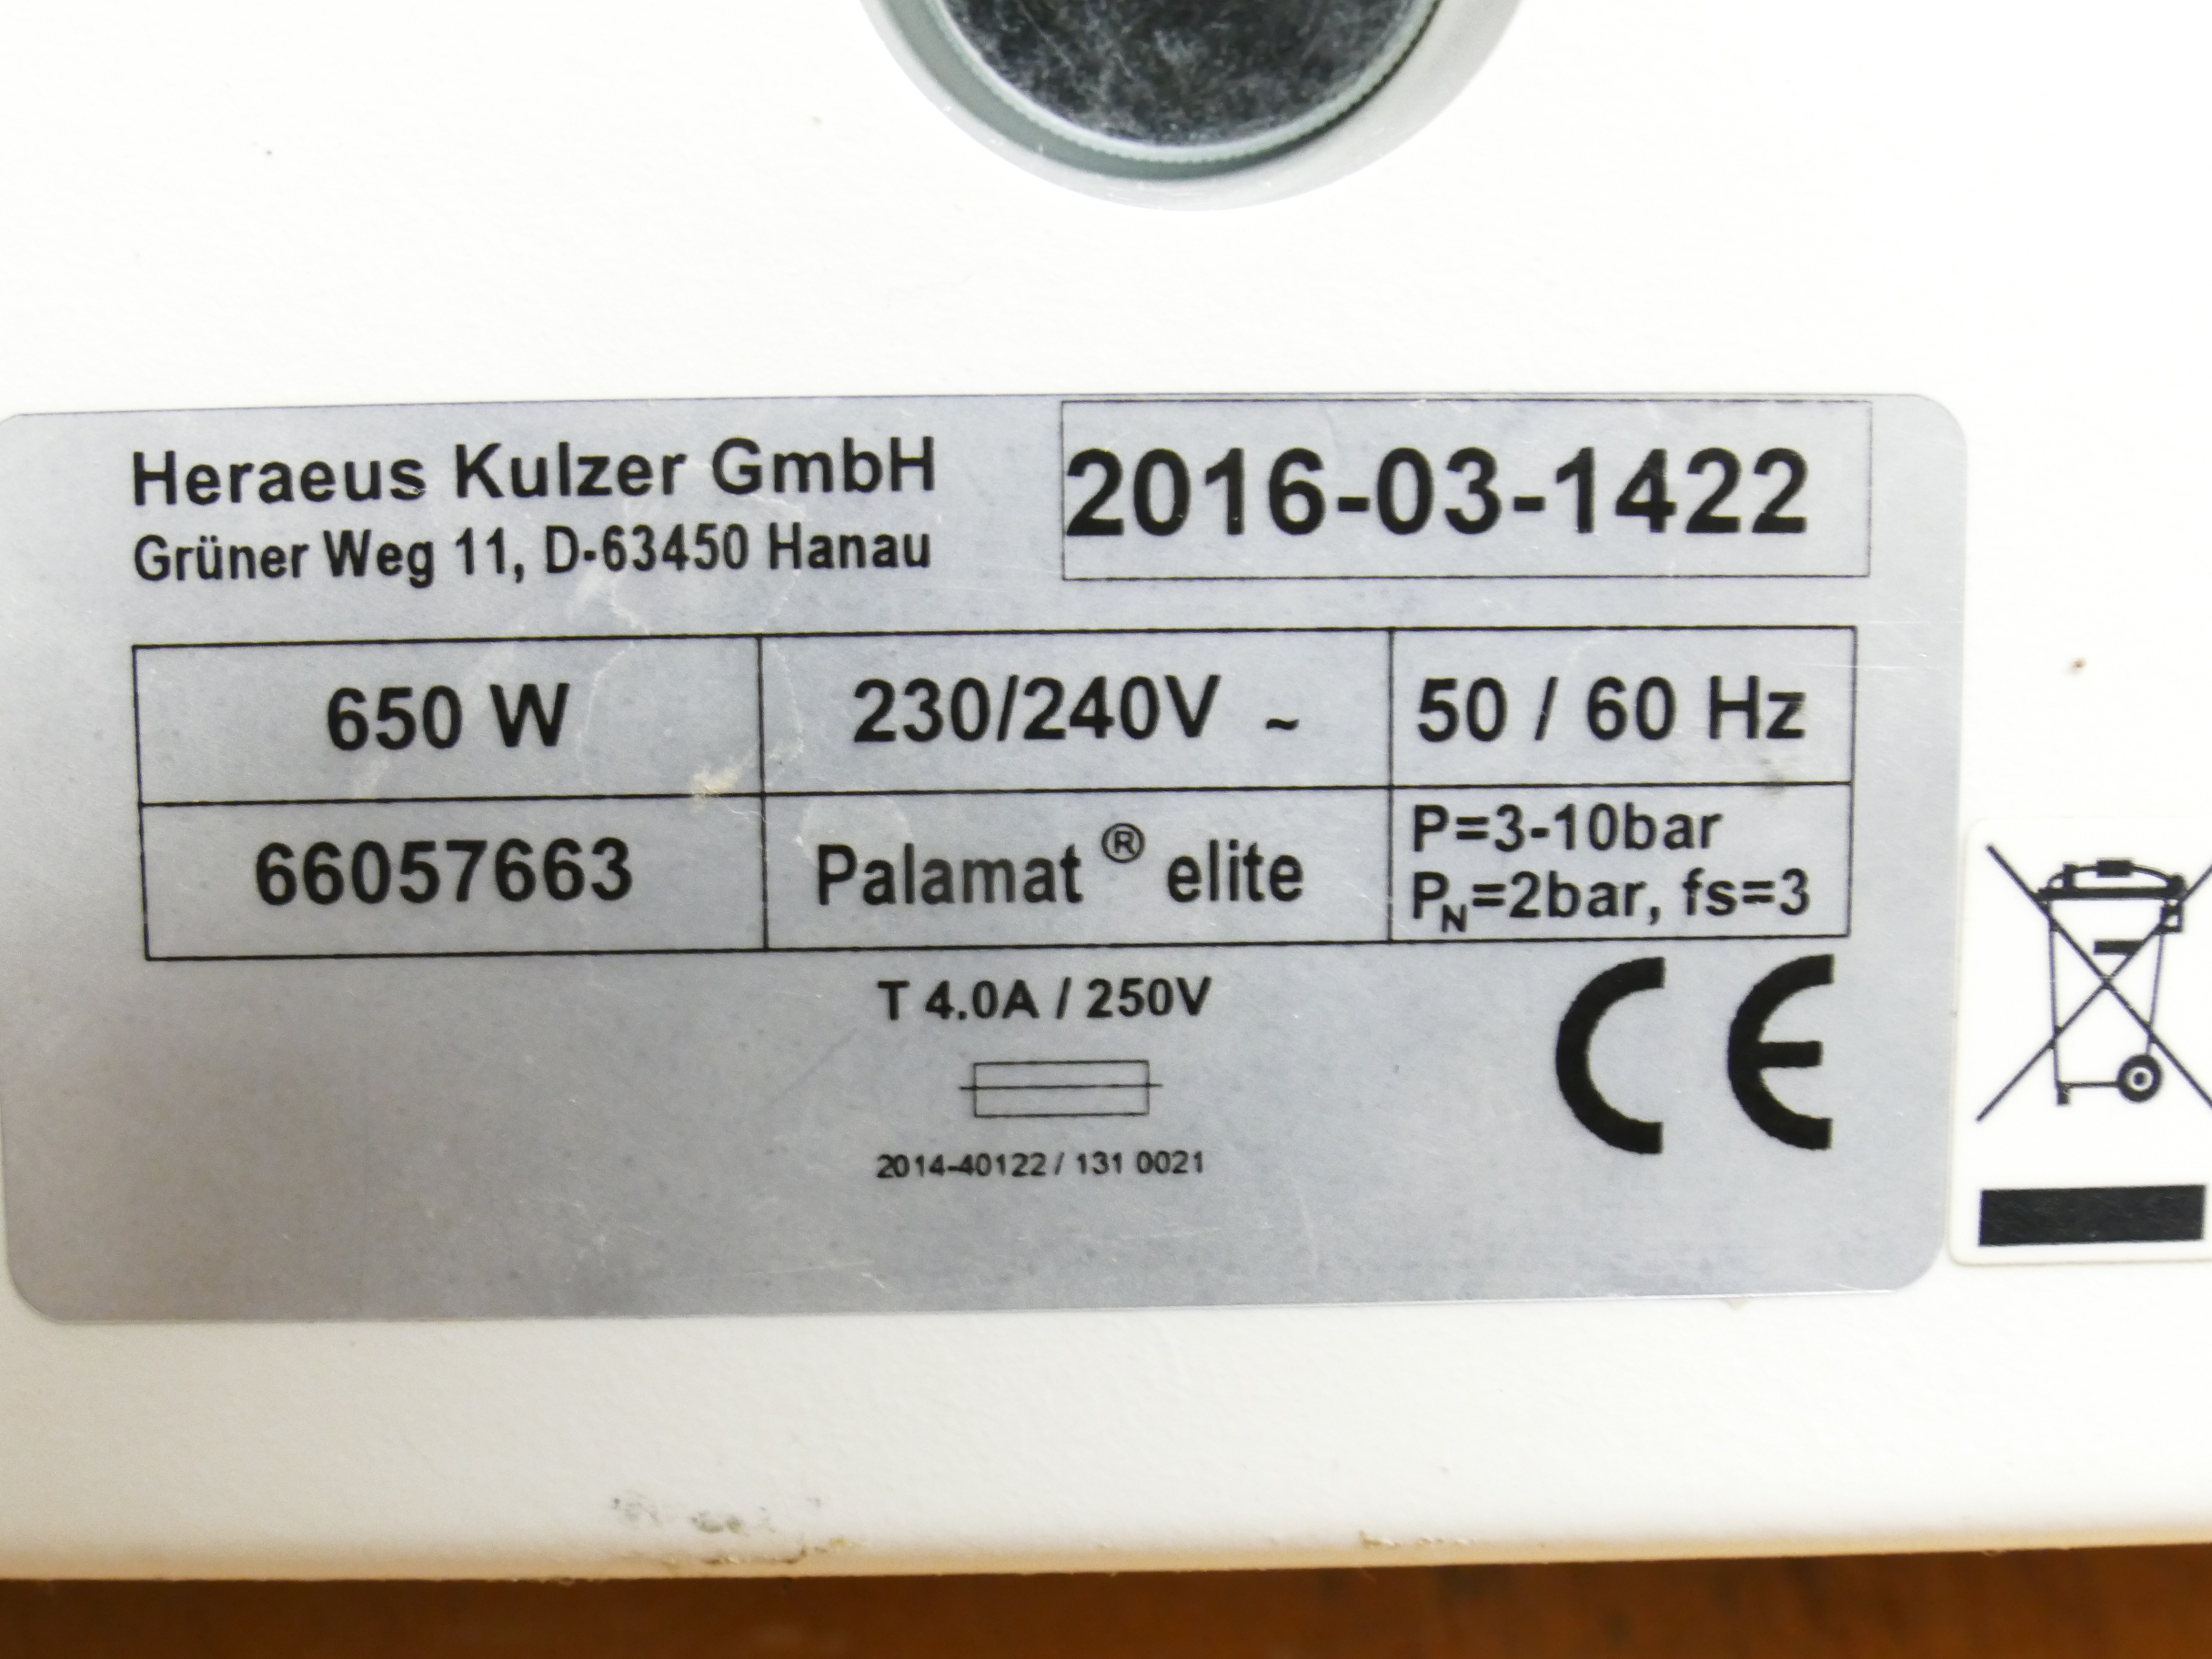 Heraeus Kulzer GmbH
Grüner Weg 11, D-63450 Hanau
2016-03-1422
650 W
230/240V ~
50 / 60 Hz
66057663
Palamat® elite
P=3-10bar
PN=2bar, fs=3
T 4.0A / 250V
2014-40122 / 131 0021
CE